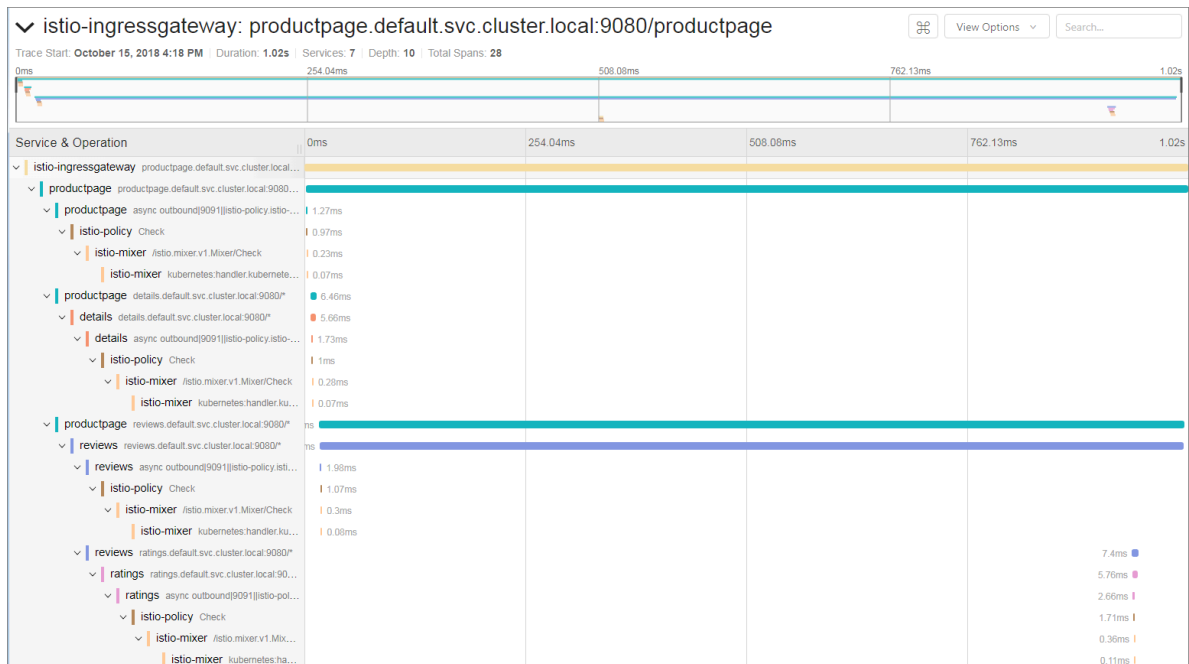 istio-ingressgateway: productpage.default.svc.cluster.local:9080/productpage
⌘ View Options Search...
Trace Start: October 15, 2018 4:18 PM | Duration: 1.02s | Services: 7 | Depth: 10 | Total Spans: 28
0ms 254.04ms 508.08ms 762.13ms 1.02s
Service & Operation 0ms 254.04ms 508.08ms 762.13ms 1.02s
istio-ingressgateway productpage.default.svc.cluster.local...
productpage productpage.default.svc.cluster.local:9080...
productpage async outbound|9091||istio-policy.istio-... 1.27ms
istio-policy Check 0.97ms
istio-mixer /istio.mixer.v1.Mixer/Check 0.23ms
istio-mixer kubernetes:handler.kubernete... 0.07ms
productpage details.default.svc.cluster.local:9080/* 6.46ms
details details.default.svc.cluster.local:9080/* 5.66ms
details async outbound|9091||istio-policy.istio-... 1.73ms
istio-policy Check 1ms
istio-mixer /istio.mixer.v1.Mixer/Check 0.28ms
istio-mixer kubernetes:handler.ku... 0.07ms
productpage reviews.default.svc.cluster.local:9080/* ms
reviews reviews.default.svc.cluster.local:9080/* ms
reviews async outbound|9091||istio-policy.isti... 1.98ms
istio-policy Check 1.07ms
istio-mixer /istio.mixer.v1.Mixer/Check 0.3ms
istio-mixer kubernetes:handler.ku... 0.08ms
reviews ratings.default.svc.cluster.local:9080/* 7.4ms
ratings ratings.default.svc.cluster.local:90... 5.76ms
ratings async outbound|9091||istio-pol... 2.66ms
istio-policy Check 1.71ms
istio-mixer /istio.mixer.v1.Mix... 0.36ms
istio-mixer kubernetes:ha... 0.11ms